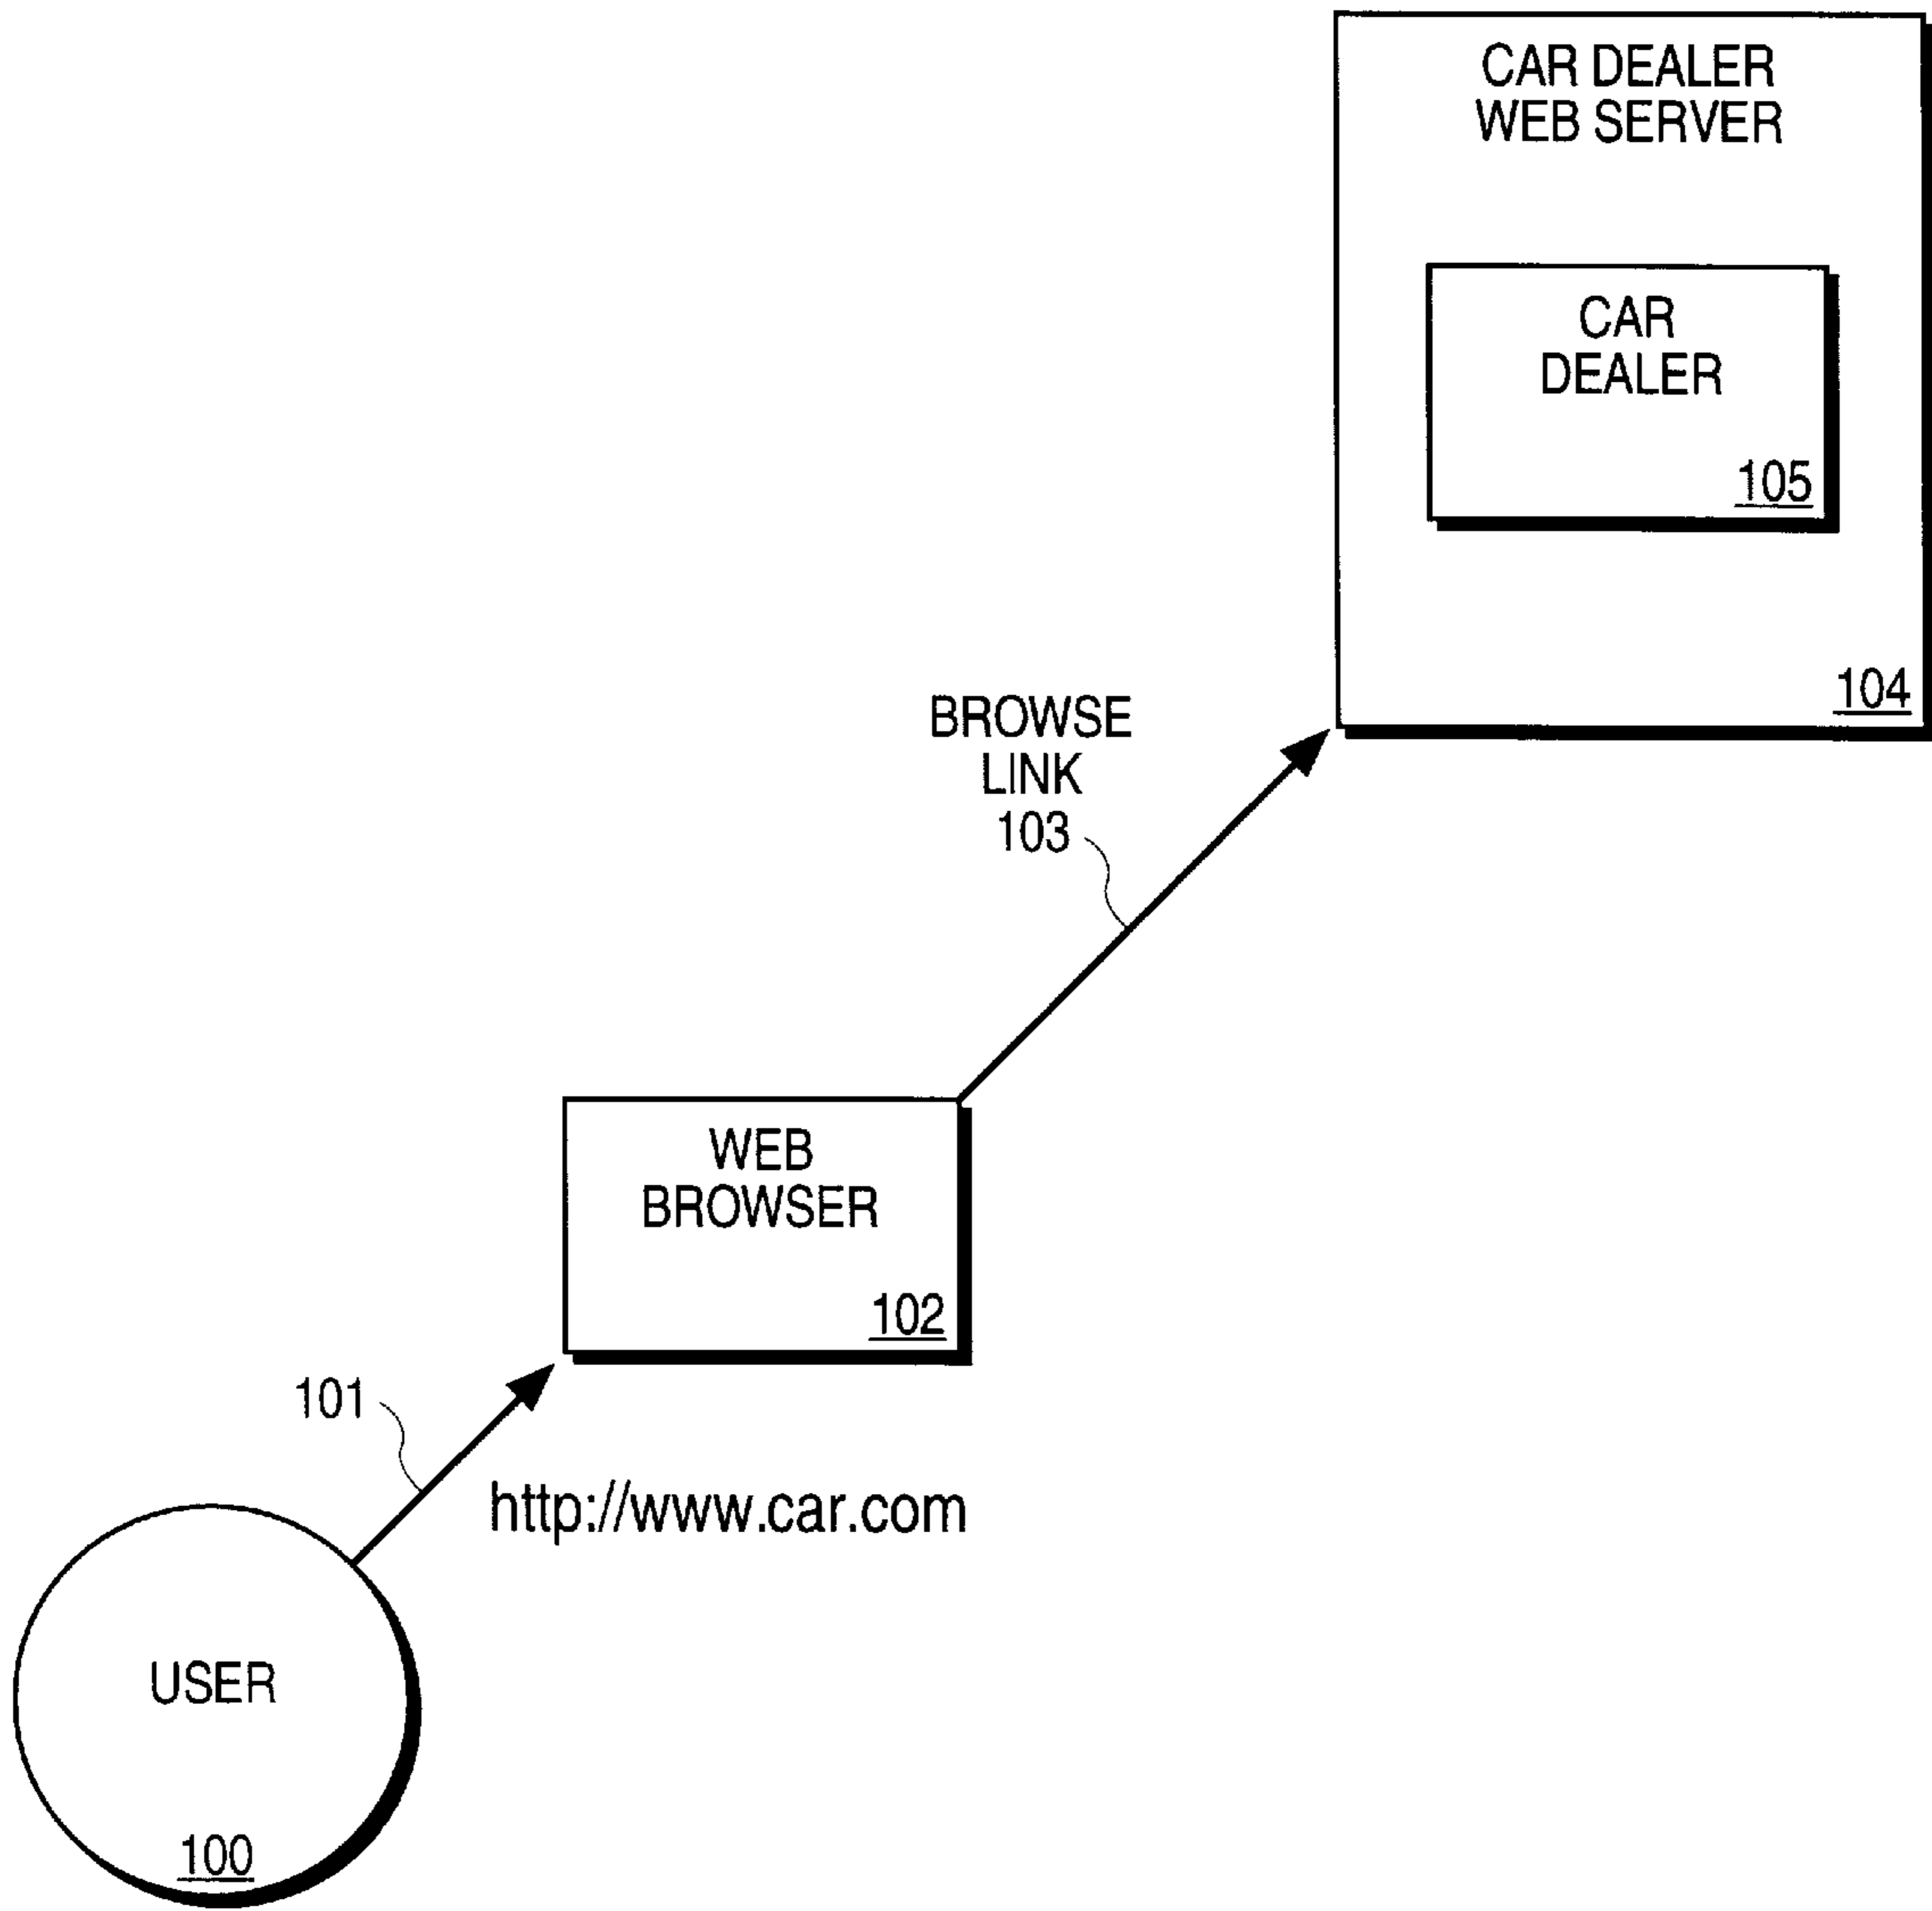 CAR DEALER
WEB SERVER
CAR
DEALER
105
104
BROWSE
LINK
103
WEB
BROWSER
102
101
http://www.car.com
USER
100